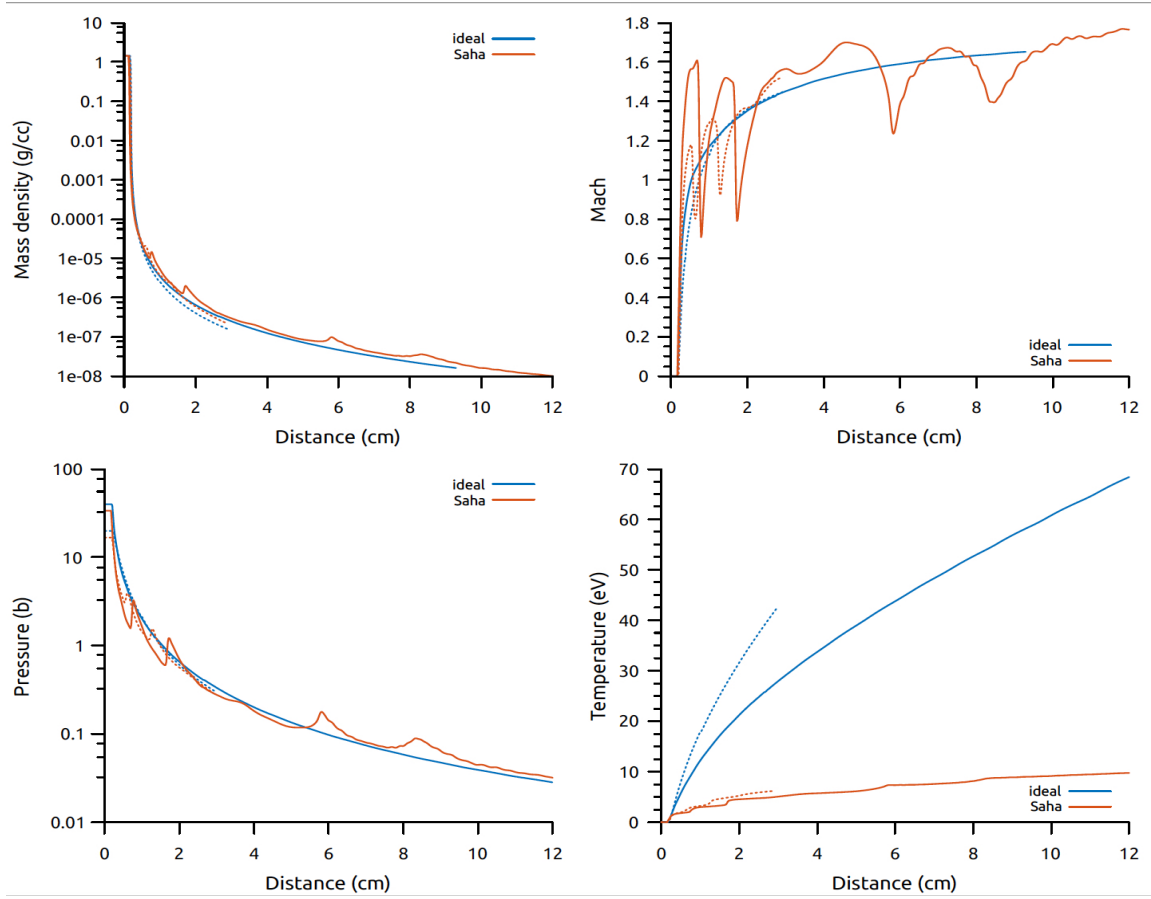 10
1
0.1
0.01
0.001
0.0001
1e-05
1e-06
1e-07
1e-08
Mass density (g/cc)
ideal
Saha
0 2 4 6 8 10 12
Distance (cm)
1.8
1.6
1.4
1.2
1
0.8
0.6
0.4
0.2
0
Mach
ideal
Saha
0 2 4 6 8 10 12
Distance (cm)
100
10
1
0.1
0.01
Pressure (b)
ideal
Saha
0 2 4 6 8 10 12
Distance (cm)
70
60
50
40
30
20
10
0
Temperature (eV)
ideal
Saha
0 2 4 6 8 10 12
Distance (cm)